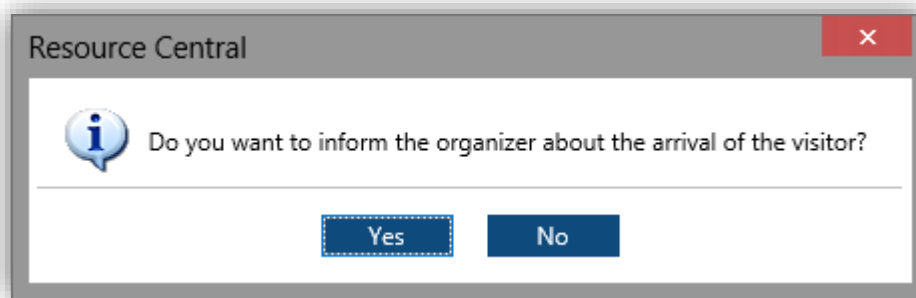 Resource Central
Do you want to inform the organizer about the arrival of the visitor?
Yes
No